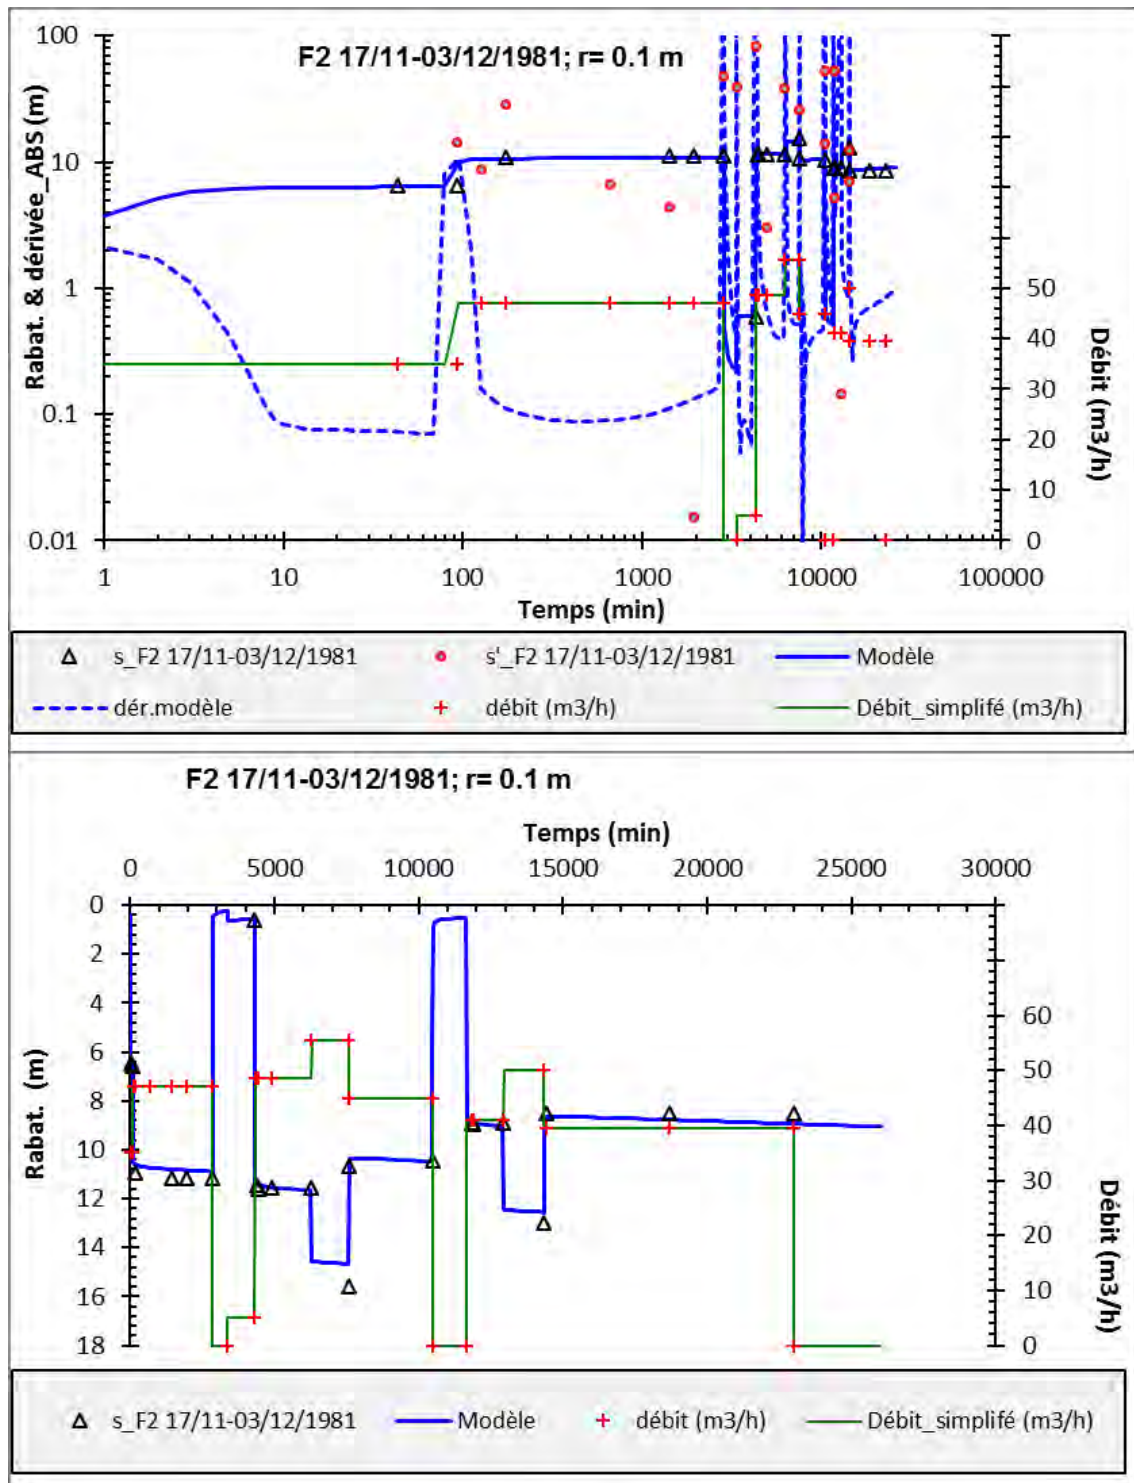 F2 17/11-03/12/1981; r= 0.1 m
Rabat. & dérivée_ABS (m)
100
10
1
0.1
0.01
50
40
30
20
10
0
Débit (m3/h)
1 10 100 1000 10000 100000
Temps (min)
s_F2 17/11-03/12/1981 s'_F2 17/11-03/12/1981 Modèle
dér.modèle débit (m3/h) Débit_simplifé (m3/h)
F2 17/11-03/12/1981; r= 0.1 m
Temps (min)
0 5000 10000 15000 20000 25000 30000
Rabat. (m)
0
2
4
6
8
10
12
14
16
18
60
50
40
30
20
10
0
Débit (m3/h)
s_F2 17/11-03/12/1981 Modèle débit (m3/h) Débit_simplifé (m3/h)